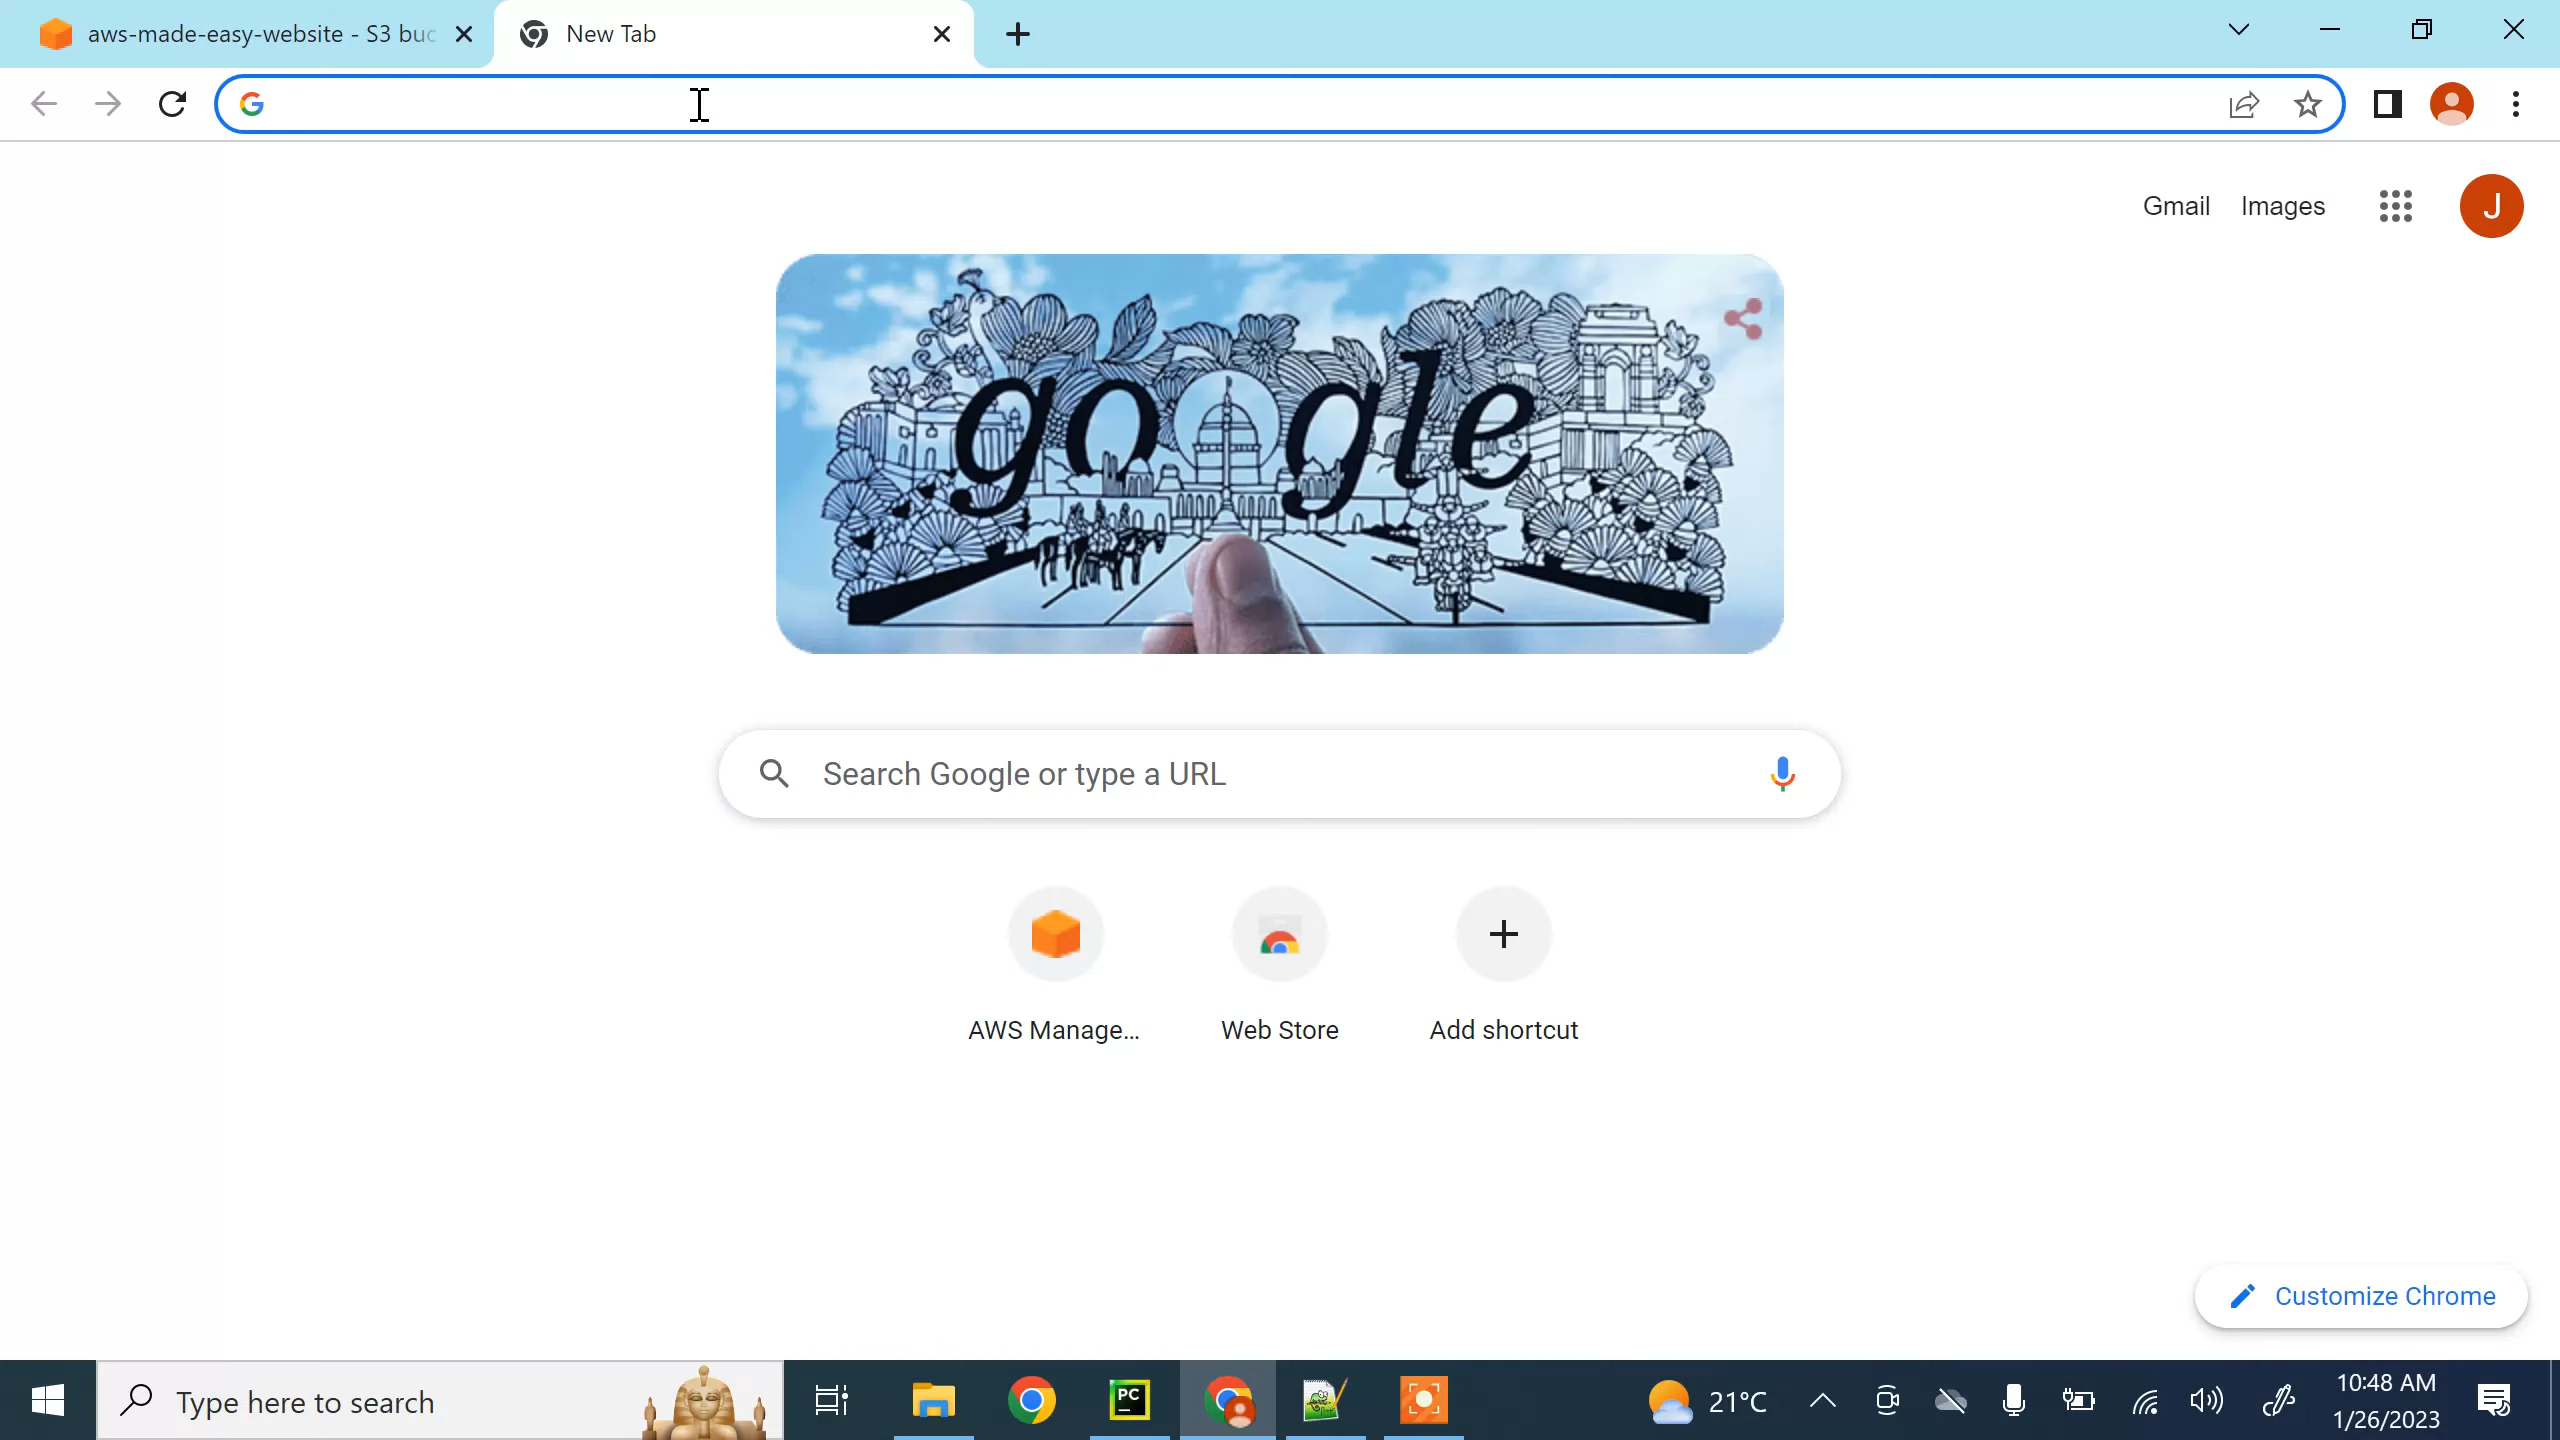 aws-made-easy-website - S3 buc
New Tab
Gmail Images
J
google
Search Google or type a URL
AWS Manage...
Web Store
Add shortcut
Customize Chrome
Type here to search
PC
21°C
10:48 AM
1/26/2023